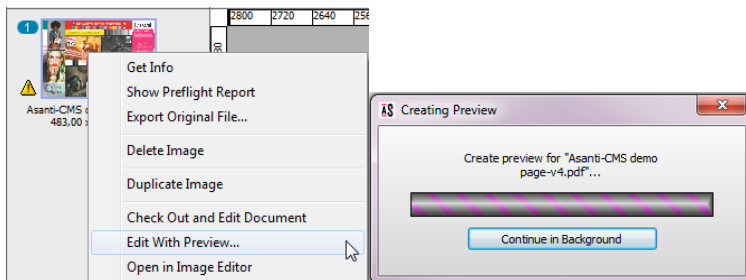 2800 2720 2640 256
1
80
Get Info
Show Preflight Report
Export Original File...
Asanti-CMS d
483,00 x
Delete Image
Duplicate Image
Check Out and Edit Document
Edit With Preview...
Open in Image Editor
AS Creating Preview
Create preview for "Asanti-CMS demo
page-v4.pdf"...
Continue in Background